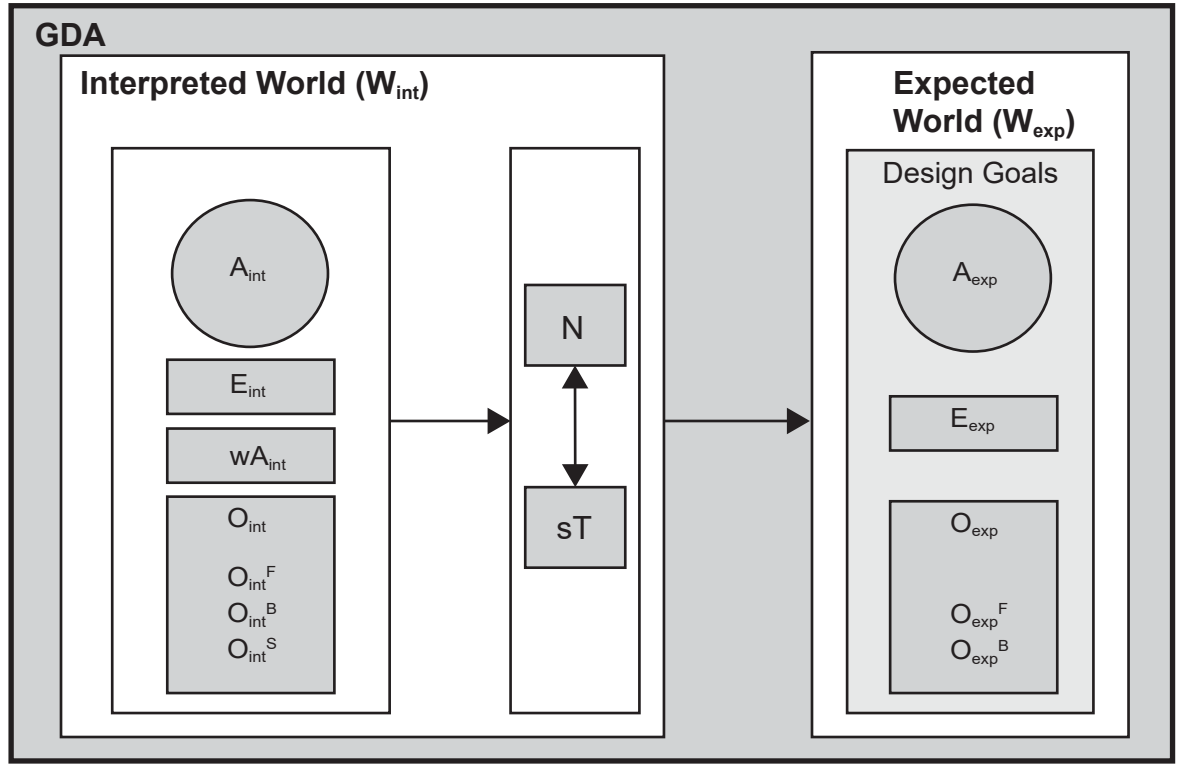 GDA
Interpreted World (Wint)
Aint
Eint
wAint
Oint
OintF
OintB
OintS
N
sT
Expected
World (Wexp)
Design Goals
Aexp
Eexp
Oexp
OexpF
OexpB